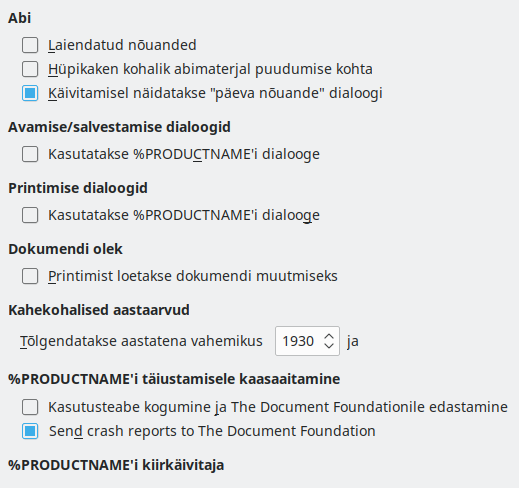 Abi
Laiendatud nõuanded
Hüpikaken kohalik abimaterjal puudumise kohta
Käivitamisel näidatakse "päeva nõuande" dialoogi
Avamise/salvestamise dialoogid
Kasutatakse %PRODUCTNAME'i dialooge
Printimise dialoogid
Kasutatakse %PRODUCTNAME'i dialooge
Dokumendi olek
Printimist loetakse dokumendi muutmiseks
Kahekohalised aastaarvud
Tõlgendatakse aastatena vahemikus 1930 ja
%PRODUCTNAME'i täiustamisele kaasaaitamine
Kasutusteabe kogumine ja The Document Foundationile edastamine
Send crash reports to The Document Foundation
%PRODUCTNAME'i kiirkäivitaja